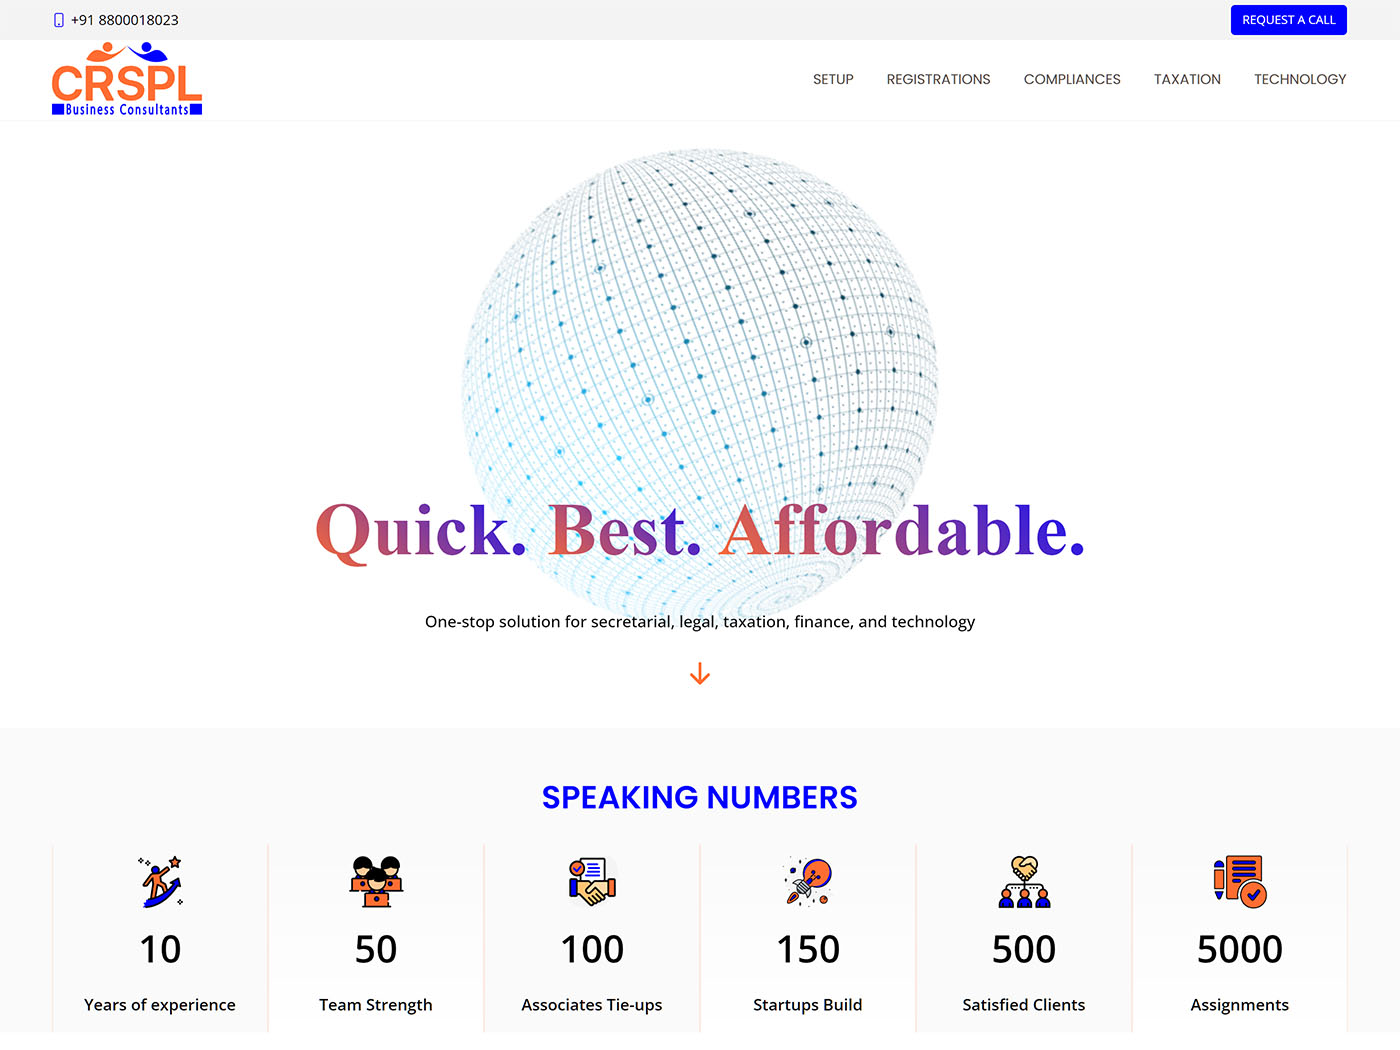 +91 8800018023
REQUEST A CALL
CRSPL
Business Consultants
SETUP
REGISTRATIONS
COMPLIANCES
TAXATION
TECHNOLOGY
Quick. Best. Affordable.
One-stop solution for secretarial, legal, taxation, finance, and technology
SPEAKING NUMBERS
10
Years of experience
50
Team Strength
100
Associates Tie-ups
150
Startups Build
500
Satisfied Clients
5000
Assignments